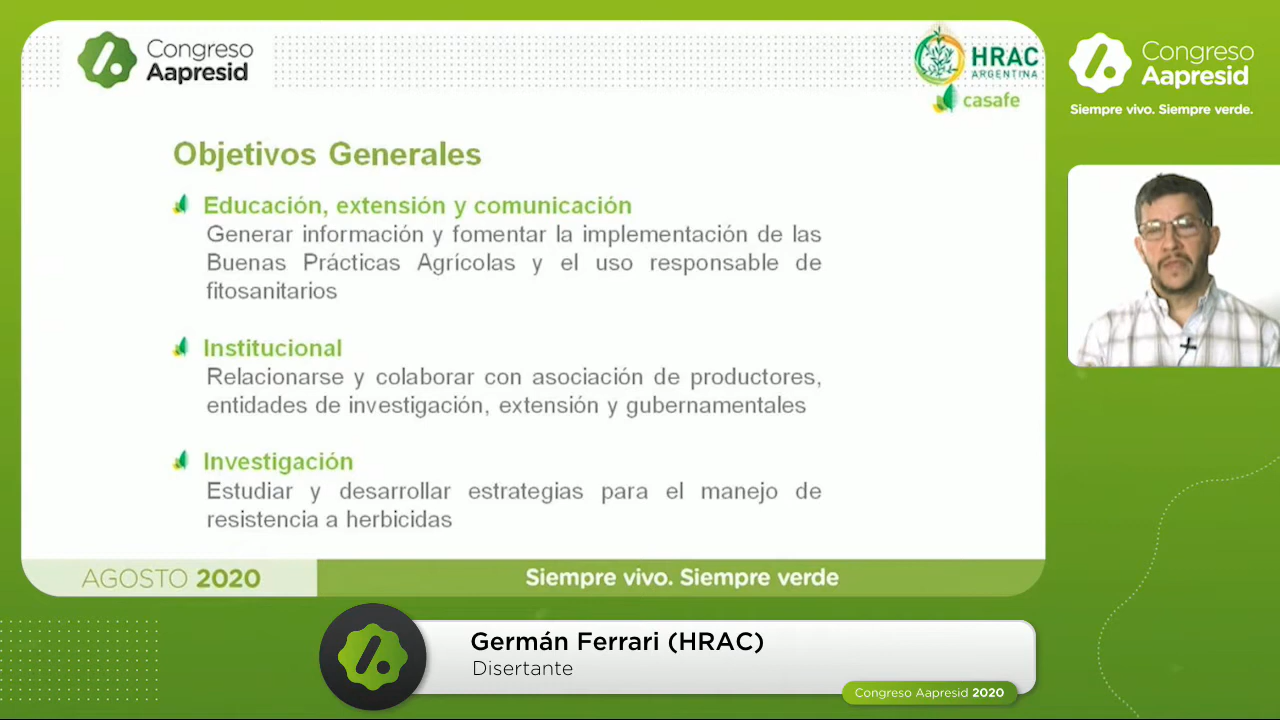 Congreso
Aapresid
HRAC
ARGENTINA
casafe
Objetivos Generales
Educación, extensión y comunicación
Generar información y fomentar la implementación de las
Buenas Prácticas Agrícolas y el uso responsable de
fitosanitarios
Institucional
Relacionarse y colaborar con asociación de productores,
entidades de investigación, extensión y gubernamentales
Investigación
Estudiar y desarrollar estrategias para el manejo de
resistencia a herbicidas
AGOSTO 2020
Siempre vivo. Siempre verde
Congreso
Aapresid
Siempre vivo. Siempre verde.
Germán Ferrari (HRAC)
Disertante
Congreso Aapresid 2020